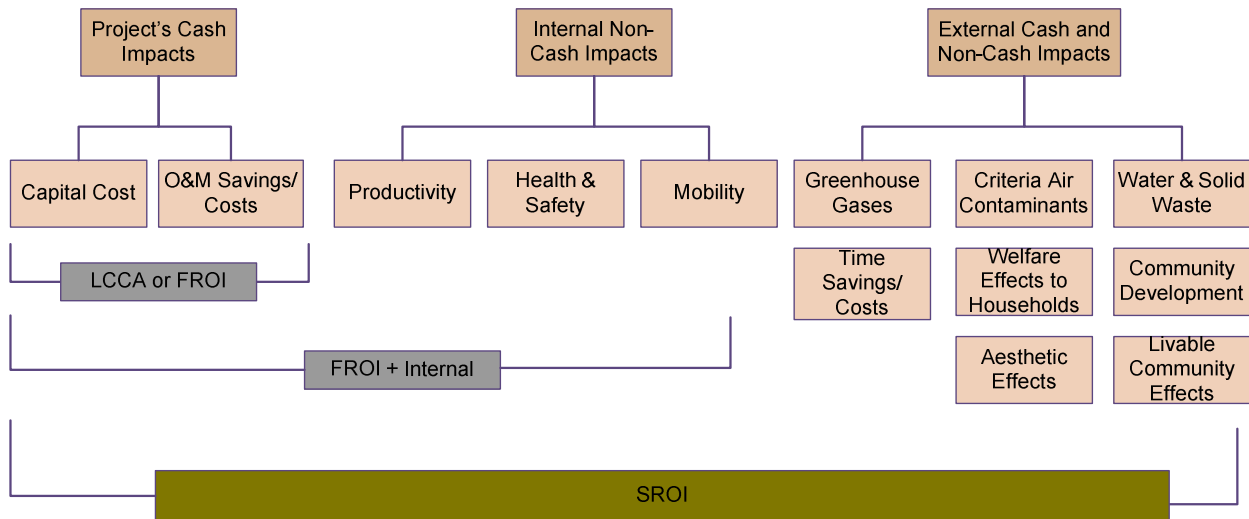 Project's Cash
Impacts
Internal Non-
Cash Impacts
External Cash and
Non-Cash Impacts
Capital Cost
O&M Savings/
Costs
Productivity
Health &
Safety
Mobility
Greenhouse
Gases
Criteria Air
Contaminants
Water & Solid
Waste
Time
Savings/
Costs
Welfare
Effects to
Households
Community
Development
Aesthetic
Effects
Livable
Community
Effects
LCCA or FROI
FROI + Internal
SROI